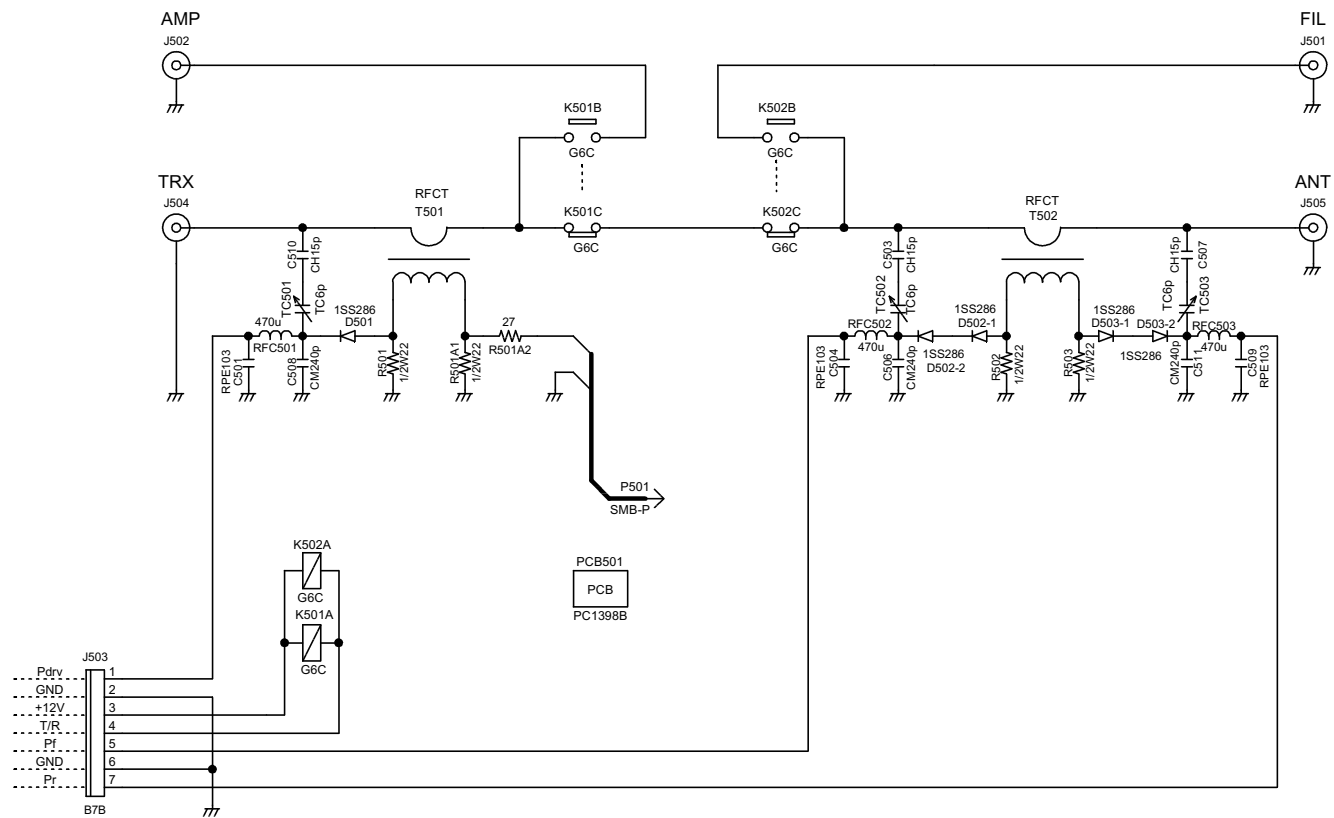 AMP
J502
FIL
J501
K501B
G6C
K502B
G6C
TRX
J504
RFCT
T501
K501C
G6C
K502C
G6C
RFCT
T502
ANT
J505
C510
CH15p
TC501
TC6p
470u
RFC501
1SS286
D501
RPE103
C501
C508
CM240p
R501
1/2W22
R501A1
1/2W22
27
R501A2
C503
CH15p
TC502
TC6p
RFC502
470u
1SS286
D502-1
1SS286
D502-2
RPE103
C504
C506
CM240p
R502
1/2W22
R503
1/2W22
CH15p
C507
TC6p
TC503
1SS286
D503-1
D503-2
1SS286
RFC503
470u
CM240p
C511
C509
RPE103
P501
SMB-P
K502A
G6C
K501A
G6C
PCB501
PCB
PC1398B
J503
Pdrv 1
GND 2
+12V 3
T/R 4
Pf 5
GND 6
Pr 7
B7B